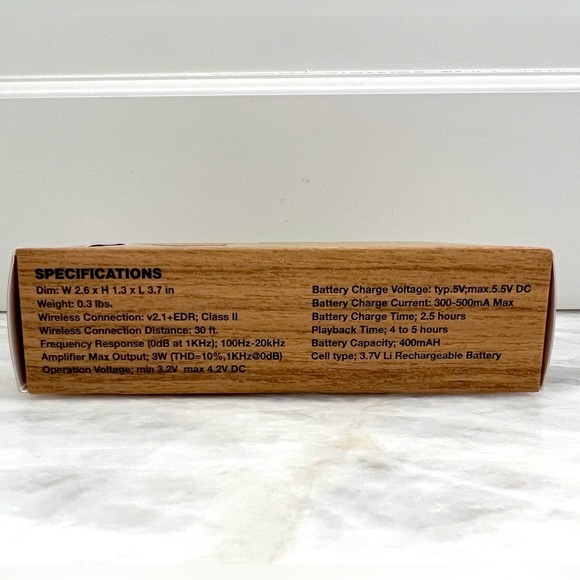 SPECIFICATIONS
Dim: W 2.6 x H 1.3 x L 3.7 in
Weight: 0.3 lbs.
Wireless Connection: v2.1+EDR; Class II
Wireless Connection Distance: 30 ft.
Frequency Response (0dB at 1KHz); 100Hz-20kHz
Amplifier Max Output; 3W (THD=10%,1KHz@0dB)
Operation Voltage; min 3.2V max 4.2V DC
Battery Charge Voltage: typ.5V;max.5.5V DC
Battery Charge Current: 300-500mA Max
Battery Charge Time; 2.5 hours
Playback Time; 4 to 5 hours
Battery Capacity; 400mAH
Cell type; 3.7V Li Rechargeable Battery